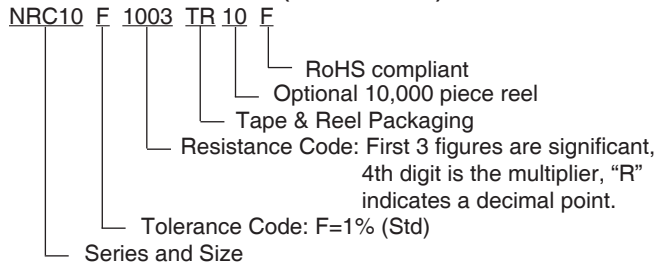 NRC10 F 1003 TR 10 F
RoHS compliant
Optional 10,000 piece reel
Tape & Reel Packaging
Resistance Code: First 3 figures are significant,
4th digit is the multiplier, “R”
indicates a decimal point.
Tolerance Code: F=1% (Std)
Series and Size